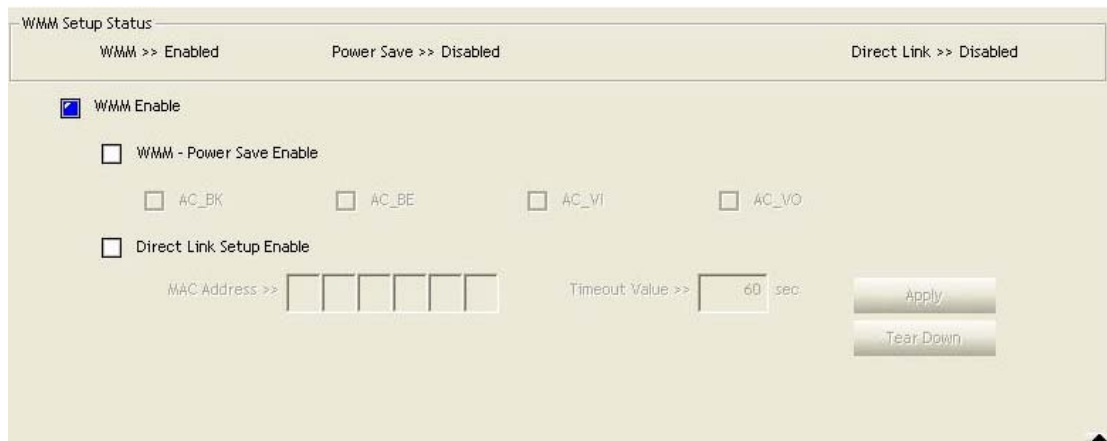 WMM Setup Status
WMM >> Enabled Power Save >> Disabled Direct Link >> Disabled
WMM Enable
WMM - Power Save Enable
AC_BK AC_BE AC_VI AC_VO
Direct Link Setup Enable
MAC Address >> Timeout Value >> 60 sec
Apply
Tear Down